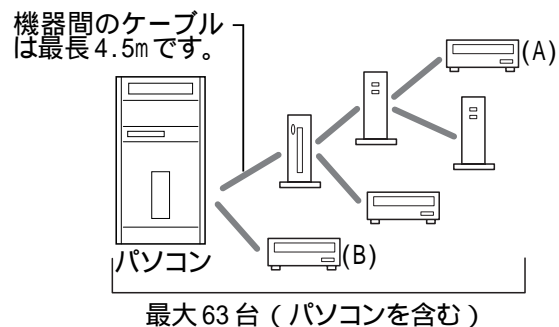 機器間のケーブル
は最長4.5mです。
(A)
(B)
パソコン
最大63台(パソコンを含む)